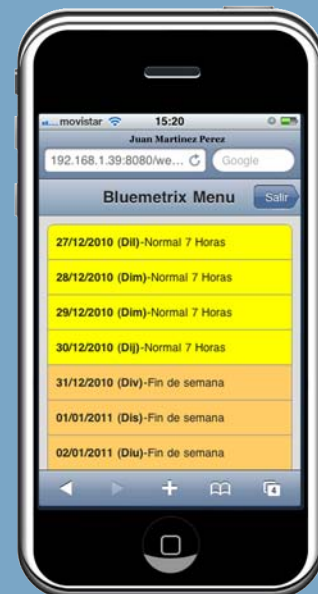 movistar 15:20
Juan Martinez Perez
192.168.1.39:8080/we... Google
Bluemetrix Menu Salir
27/12/2010 (Dil)-Normal 7 Horas
28/12/2010 (Dim)-Normal 7 Horas
29/12/2010 (Dim)-Normal 7 Horas
30/12/2010 (Dij)-Normal 7 Horas
31/12/2010 (Div)-Fin de semana
01/01/2011 (Dis)-Fin de semana
02/01/2011 (Diu)-Fin de semana
4